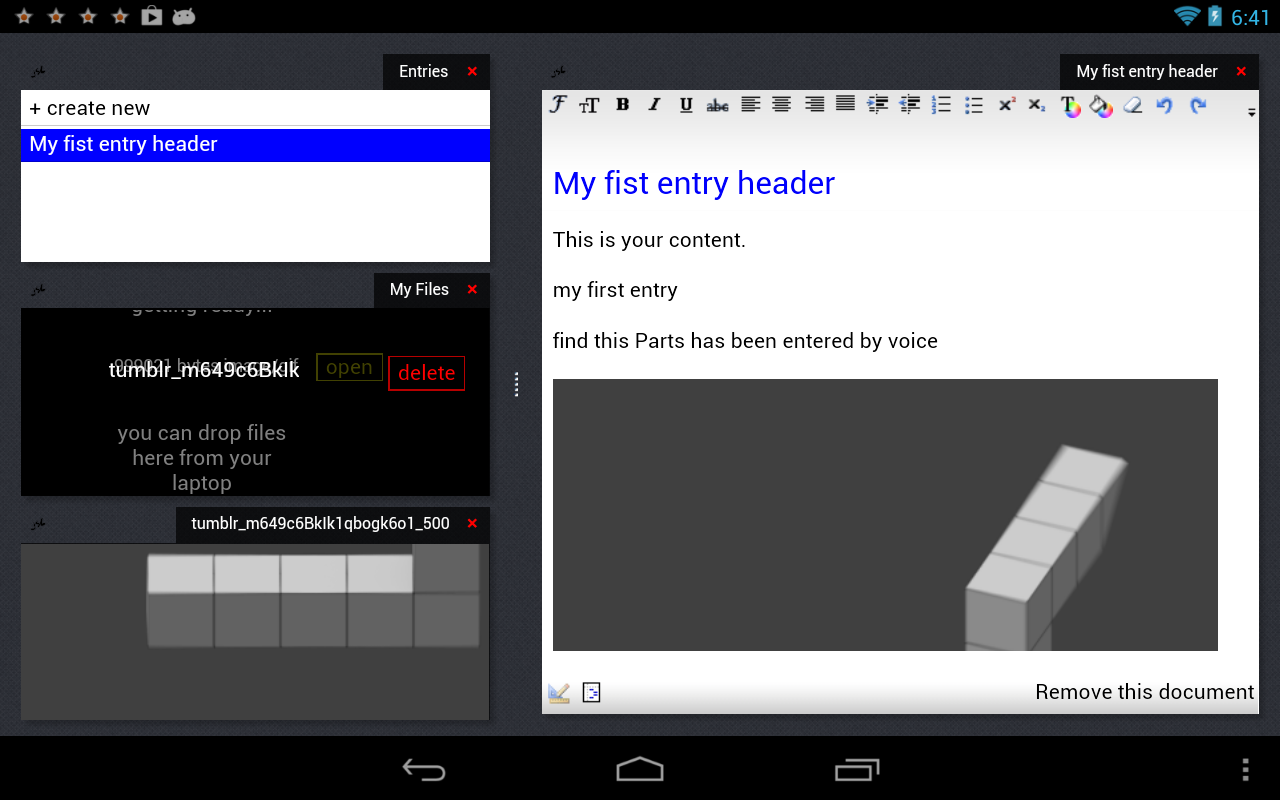 6:41
Entries
+ create new
My fist entry header
My Files
getting ready...
tumblr_m649c6BkIk
open
delete
you can drop files
here from your
laptop
tumblr_m649c6BkIk1qbogk6o1_500
My fist entry header
My fist entry header
This is your content.
my first entry
find this Parts has been entered by voice
Remove this document